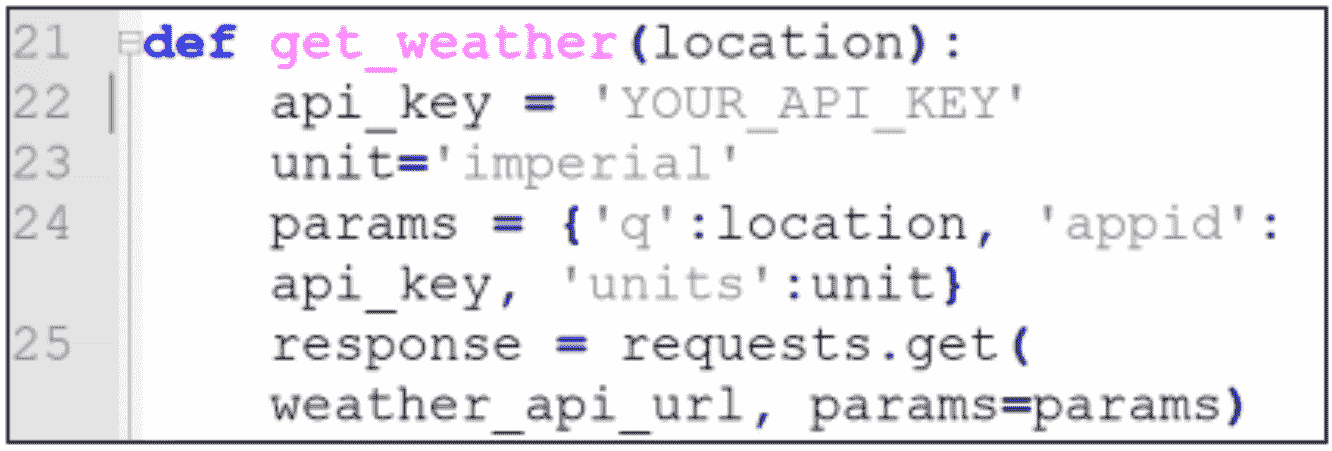 21 def get_weather(location):
22 api_key = 'YOUR_API_KEY'
23 unit='imperial'
24 params = {'q':location, 'appid':
api_key, 'units':unit}
25 response = requests.get(
weather_api_url, params=params)